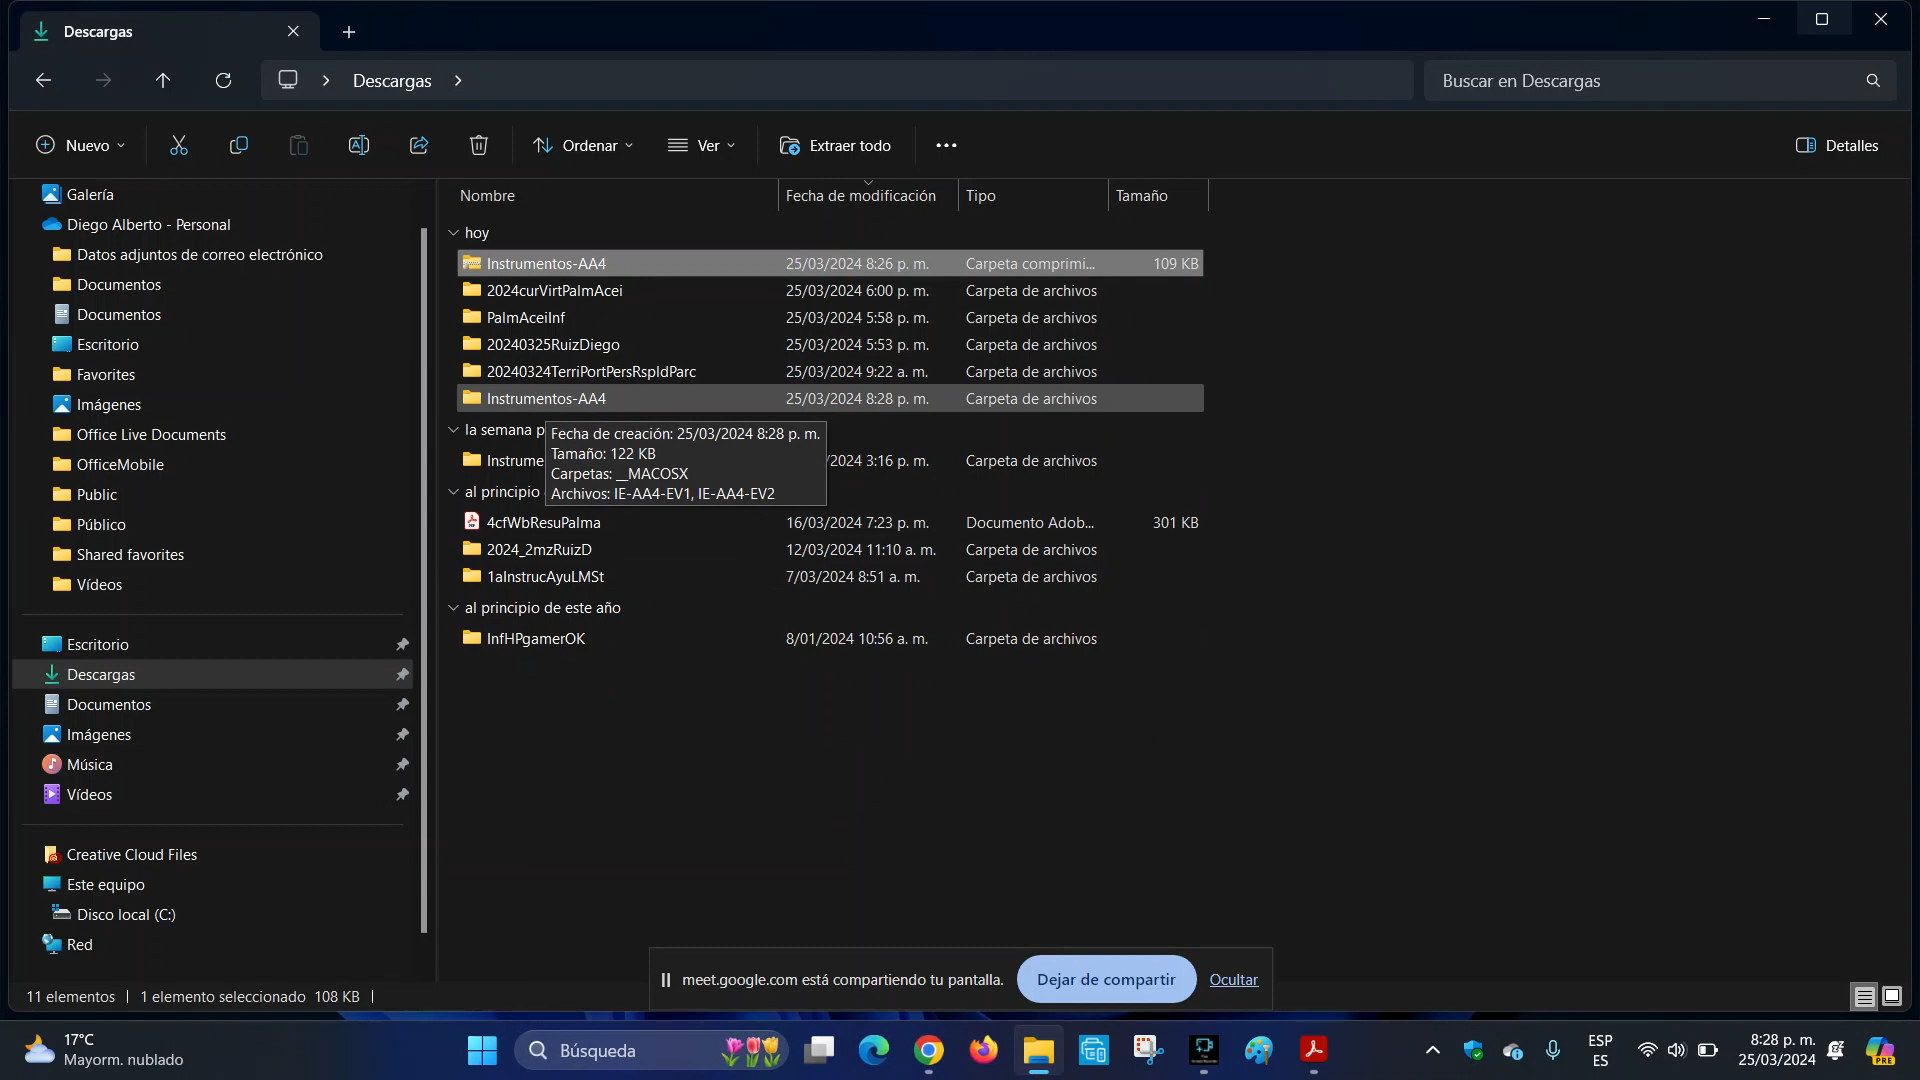 Descargas
Descargas
Buscar en Descargas
Nuevo
Ordenar
Ver
Extraer todo
Detalles
Galería
Diego Alberto - Personal
Datos adjuntos de correo electrónico
Documentos
Documentos
Escritorio
Favorites
Imágenes
Office Live Documents
OfficeMobile
Public
Público
Shared favorites
Vídeos
Escritorio
Descargas
Documentos
Imágenes
Música
Vídeos
Creative Cloud Files
Este equipo
Disco local (C:)
Red
Nombre Fecha de modificación Tipo Tamaño
hoy
Instrumentos-AA4 25/03/2024 8:26 p. m. Carpeta comprimi... 109 KB
2024curVirtPalmAcei 25/03/2024 6:00 p. m. Carpeta de archivos
PalmAceiInf 25/03/2024 5:58 p. m. Carpeta de archivos
20240325RuizDiego 25/03/2024 5:53 p. m. Carpeta de archivos
20240324TerriPortPersRspldParc 25/03/2024 9:22 a. m. Carpeta de archivos
Instrumentos-AA4 25/03/2024 8:28 p. m. Carpeta de archivos
la semana p
Fecha de creación: 25/03/2024 8:28 p. m.
Tamaño: 122 KB
Carpetas: __MACOSX
Archivos: IE-AA4-EV1, IE-AA4-EV2
Instrume /2024 3:16 p. m. Carpeta de archivos
al principio
4cfWbResuPalma 16/03/2024 7:23 p. m. Documento Adob... 301 KB
2024_2mzRuizD 12/03/2024 11:10 a. m. Carpeta de archivos
1aInstrucAyuLMSt 7/03/2024 8:51 a. m. Carpeta de archivos
al principio de este año
InfHPgamerOK 8/01/2024 10:56 a. m. Carpeta de archivos
meet.google.com está compartiendo tu pantalla. Dejar de compartir Ocultar
11 elementos 1 elemento seleccionado 108 KB
17°C
Mayorm. nublado
Búsqueda
ESP
ES
8:28 p. m.
25/03/2024
PRE